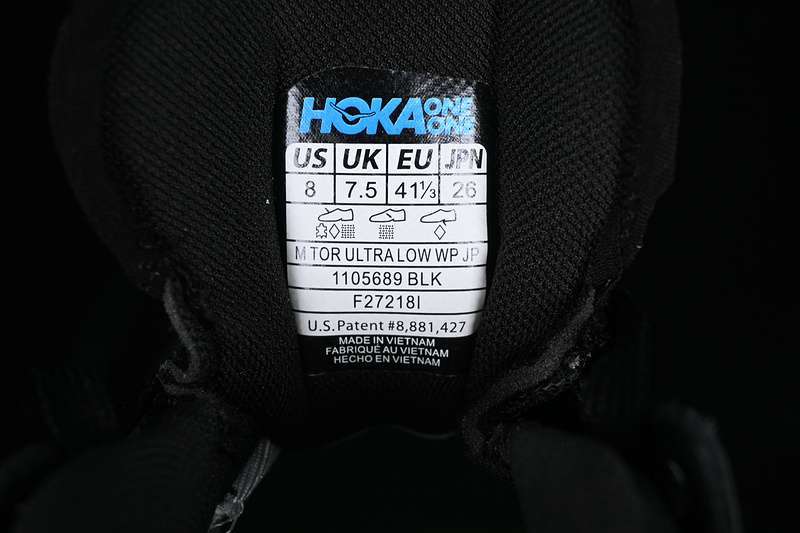 HOKA ONE ONE
US UK EU JPN
8 7.5 41⅓ 26
M TOR ULTRA LOW WP JP
1105689 BLK
F27218I
U.S. Patent #8,881,427
MADE IN VIETNAM
FABRIQUÉ AU VIETNAM
HECHO EN VIETNAM